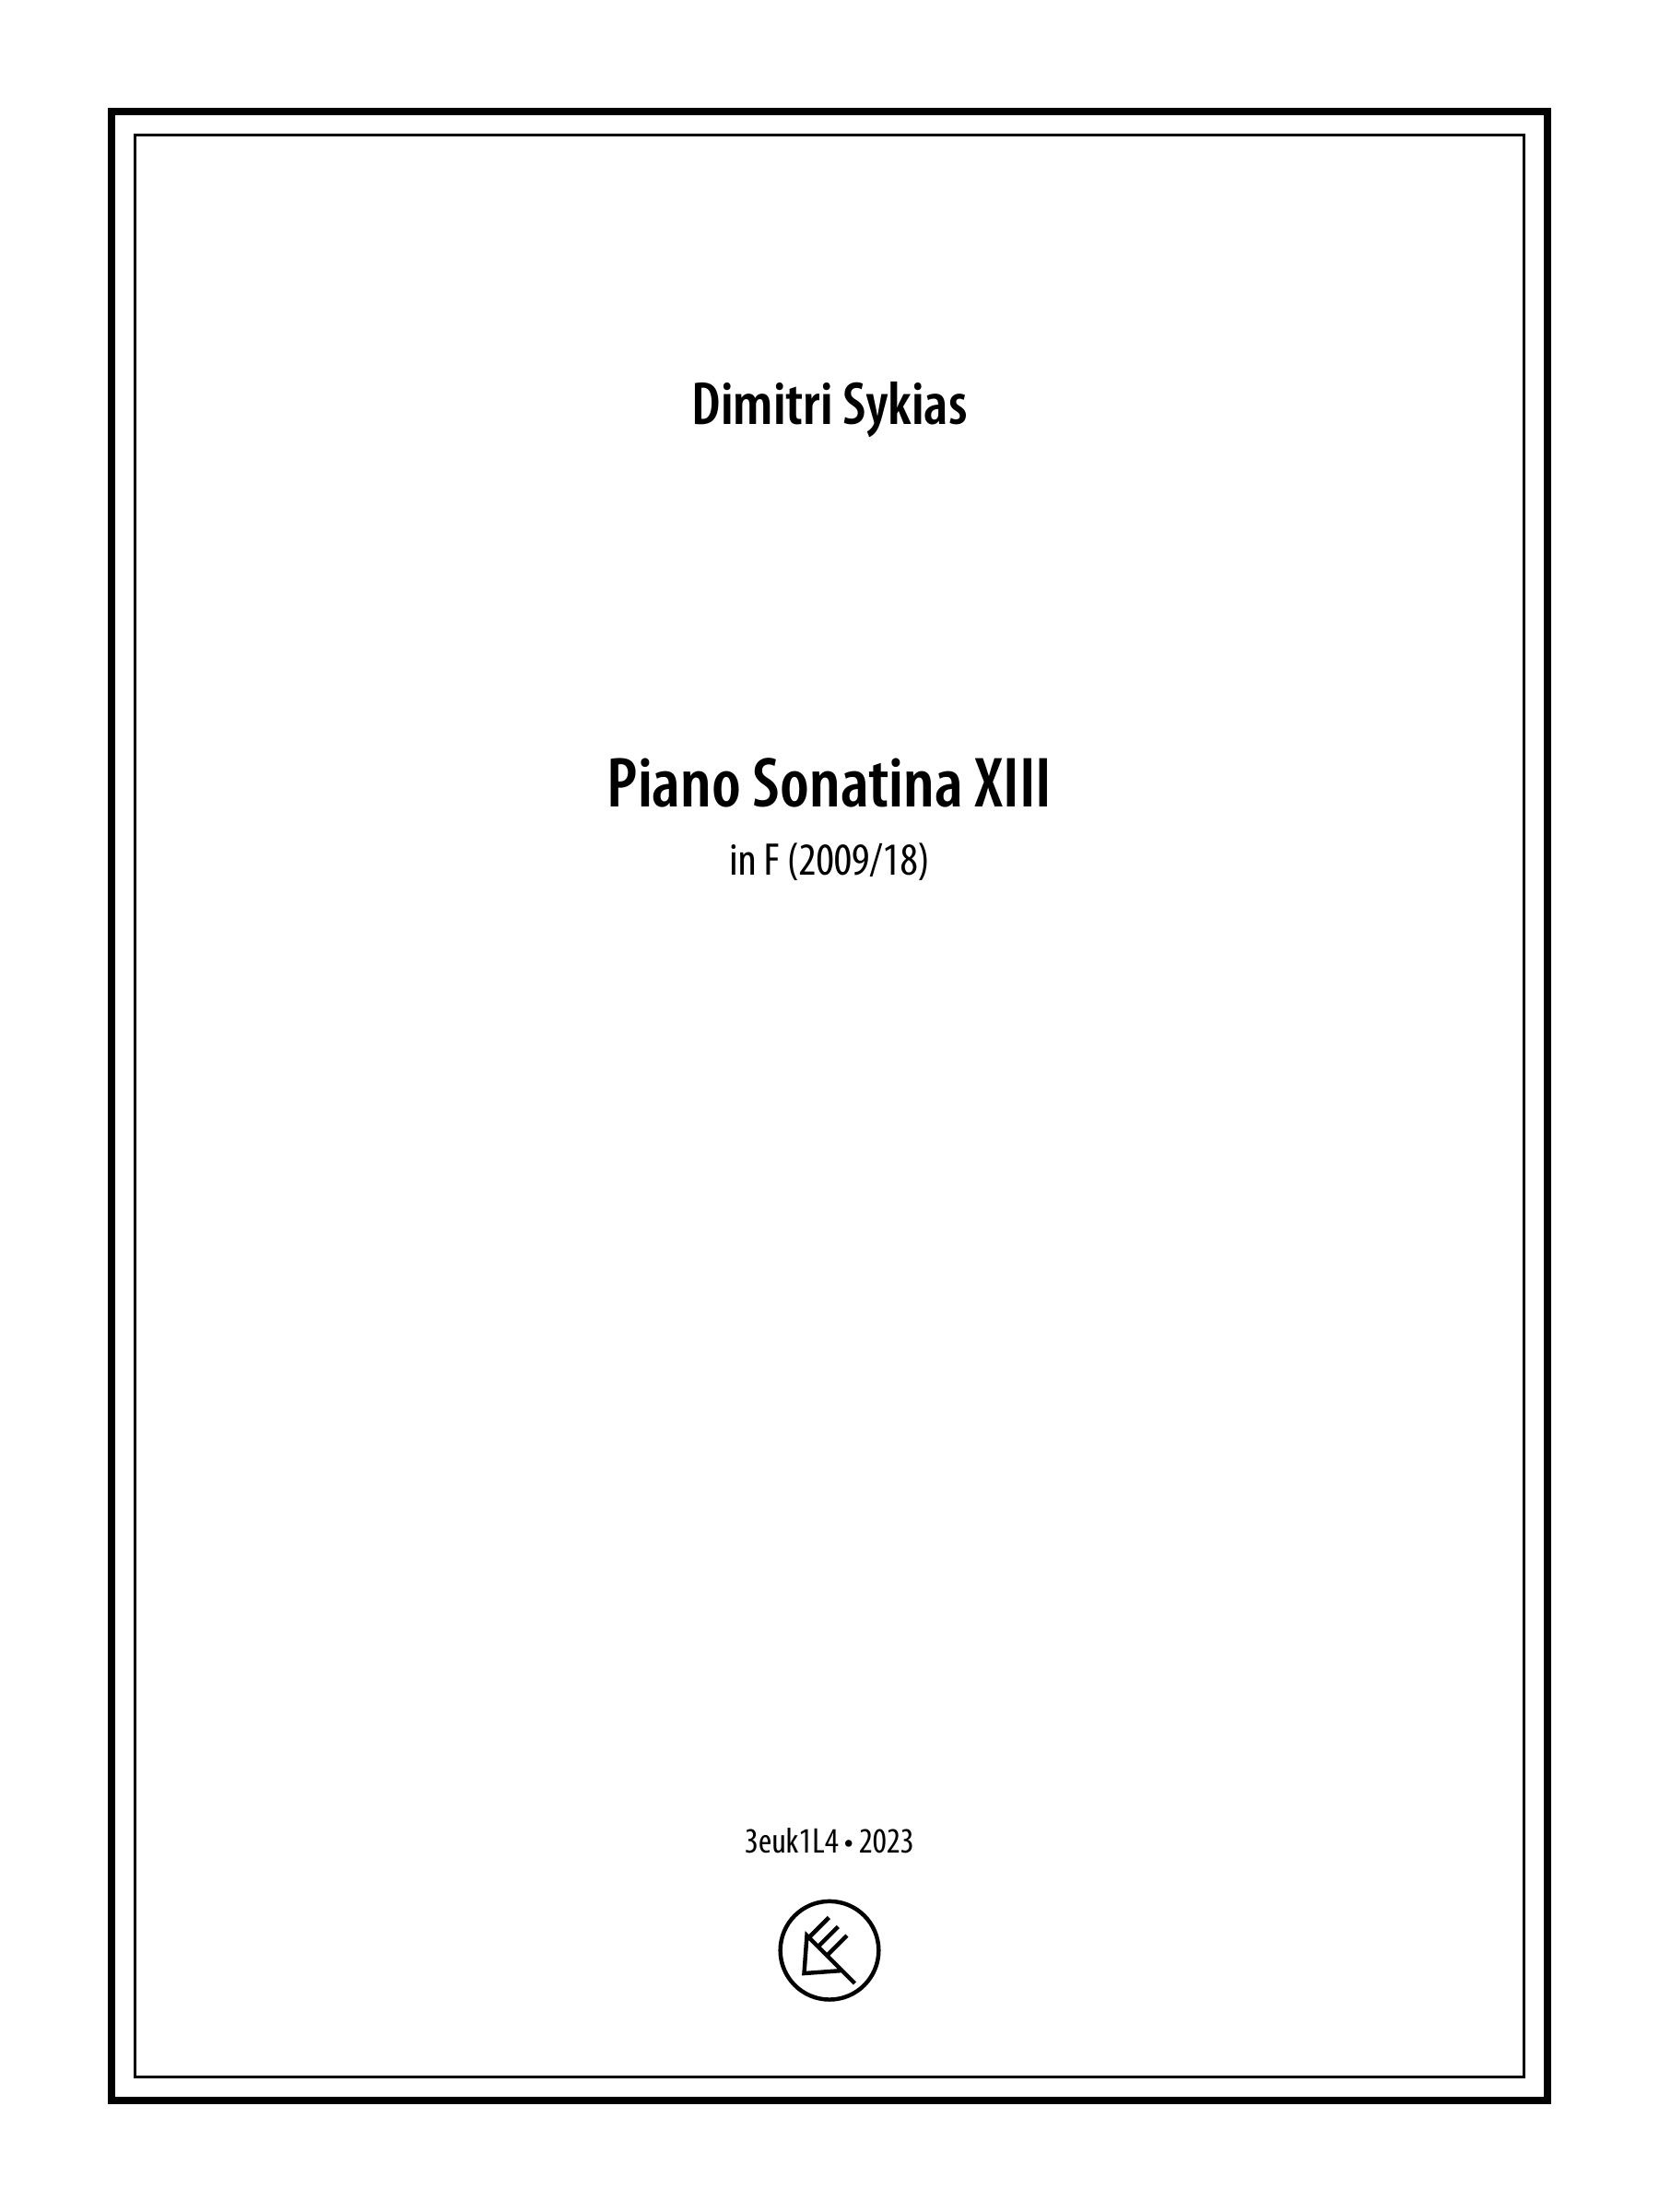 Dimitri Sykias
Piano Sonatina XIII
in F (2009/18)
3euk1L4 • 2023